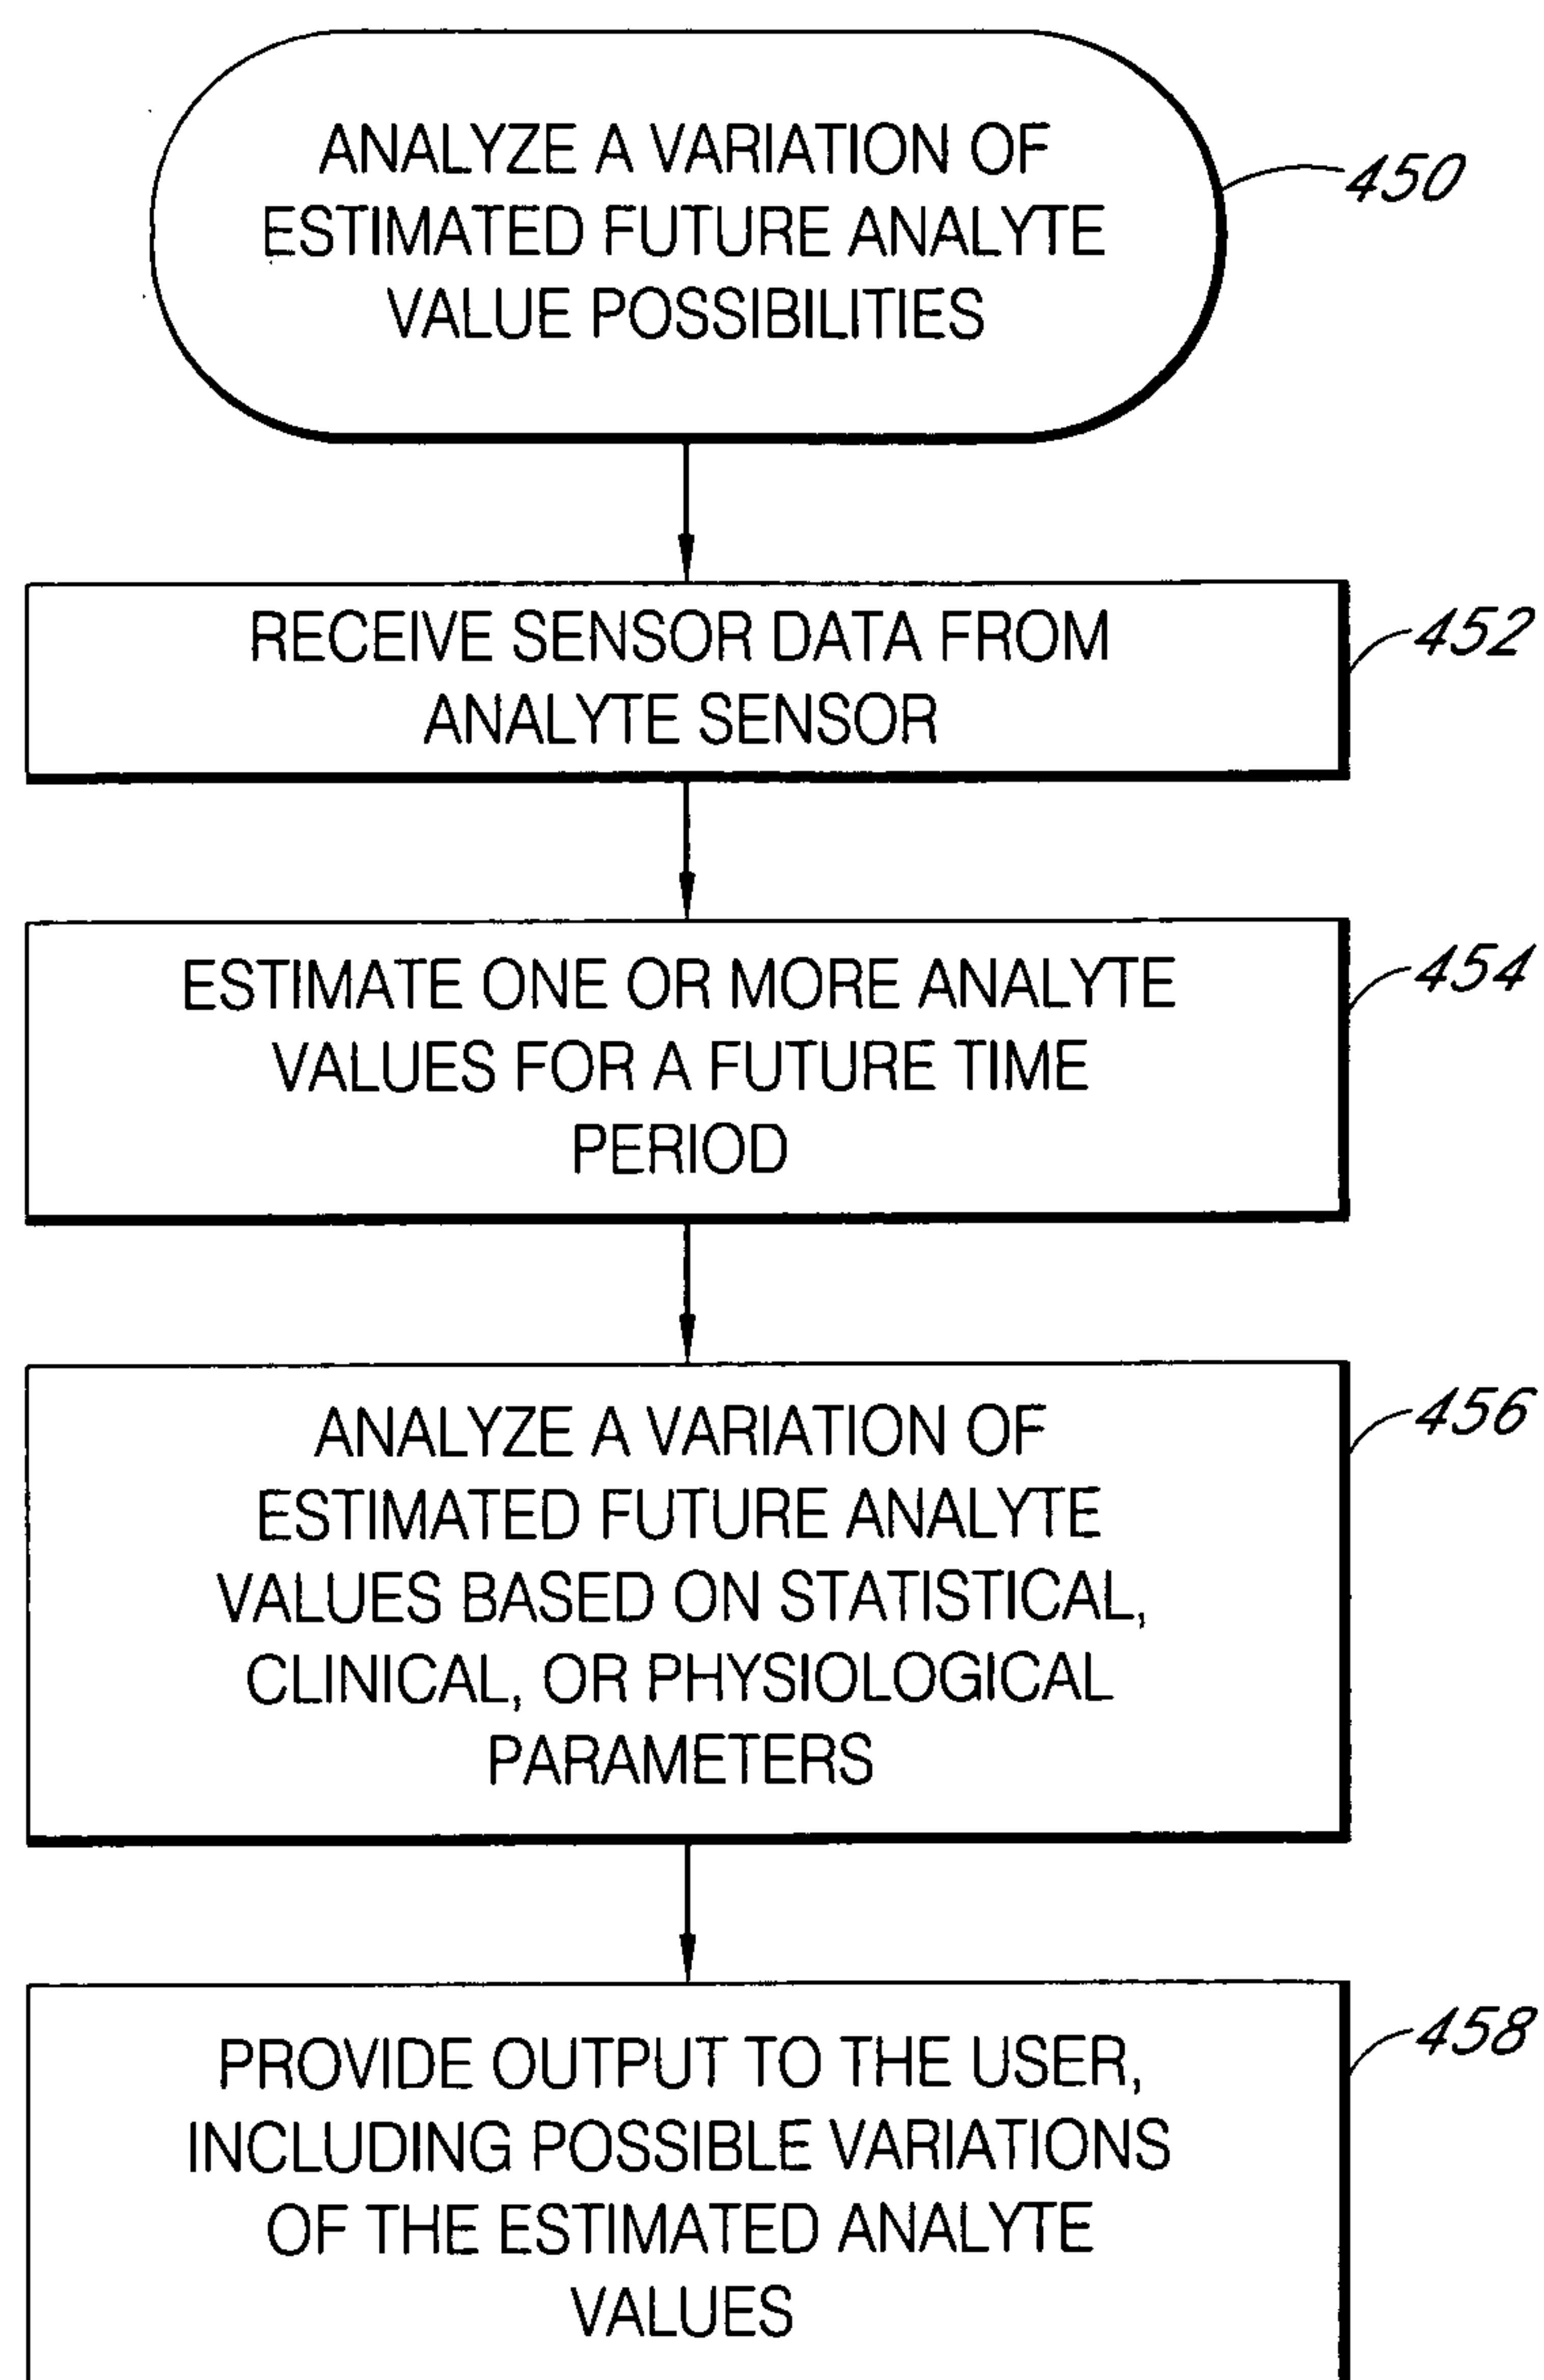 ANALYZE A VARIATION OF
ESTIMATED FUTURE ANALYTE
VALUE POSSIBILITIES
450
RECEIVE SENSOR DATA FROM
ANALYTE SENSOR
452
ESTIMATE ONE OR MORE ANALYTE
VALUES FOR A FUTURE TIME
PERIOD
454
ANALYZE A VARIATION OF
ESTIMATED FUTURE ANALYTE
VALUES BASED ON STATISTICAL,
CLINICAL, OR PHYSIOLOGICAL
PARAMETERS
456
PROVIDE OUTPUT TO THE USER,
INCLUDING POSSIBLE VARIATIONS
OF THE ESTIMATED ANALYTE
VALUES
458